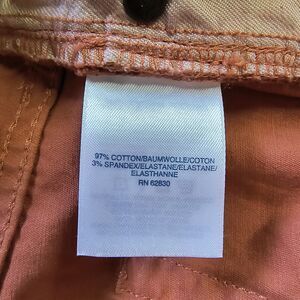 97% COTTON/BAUMWOLLE/COTON
3% SPANDEX/ELASTANE/ELASTANE/
ELASTHANNE
RN 62830